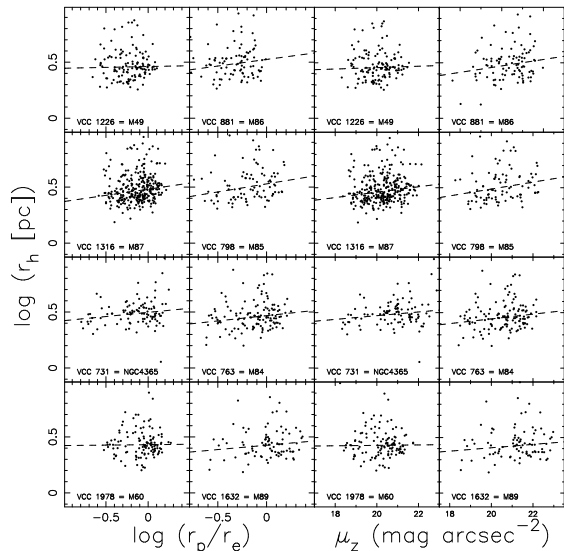 0.5
0
VCC 1226 = M49
VCC 881 = M86
VCC 1226 = M49
VCC 881 = M86
0.5
0
VCC 1316 = M87
VCC 798 = M85
VCC 1316 = M87
VCC 798 = M85
log (r_h [pc])
0.5
0
VCC 731 = NGC4365
VCC 763 = M84
VCC 731 = NGC4365
VCC 763 = M84
0.5
0
VCC 1978 = M60
VCC 1632 = M89
VCC 1978 = M60
VCC 1632 = M89
−0.5 0 −0.5 0 18 20 22 18 20 22
log (r_p/r_e) μ_z (mag arcsec^−2)